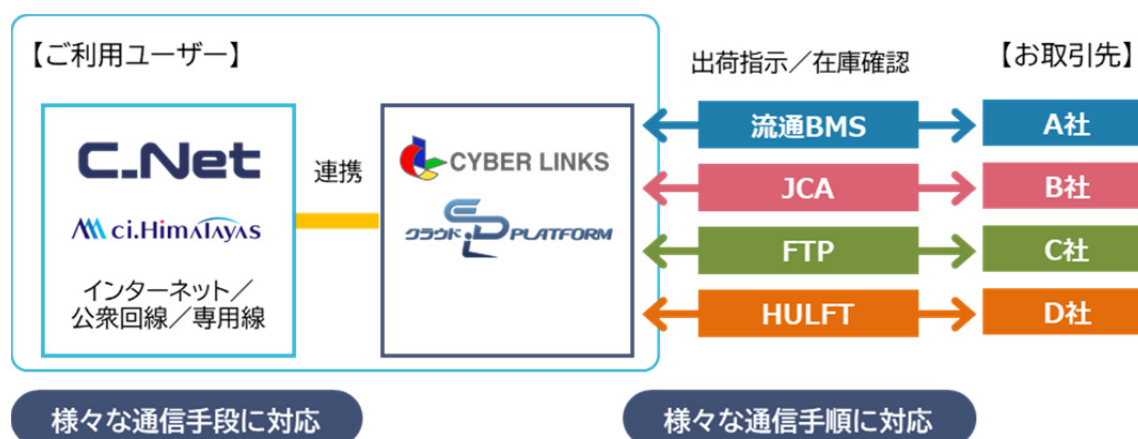 【ご利用ユーザー】
C.Net
ci.Himalayas
インターネット／
公衆回線／専用線
連携
CYBER LINKS
クラウドEDI PLATFORM
出荷指示／在庫確認
【お取引先】
流通BMS
A社
JCA
B社
FTP
C社
HULFT
D社
様々な通信手段に対応
様々な通信手順に対応